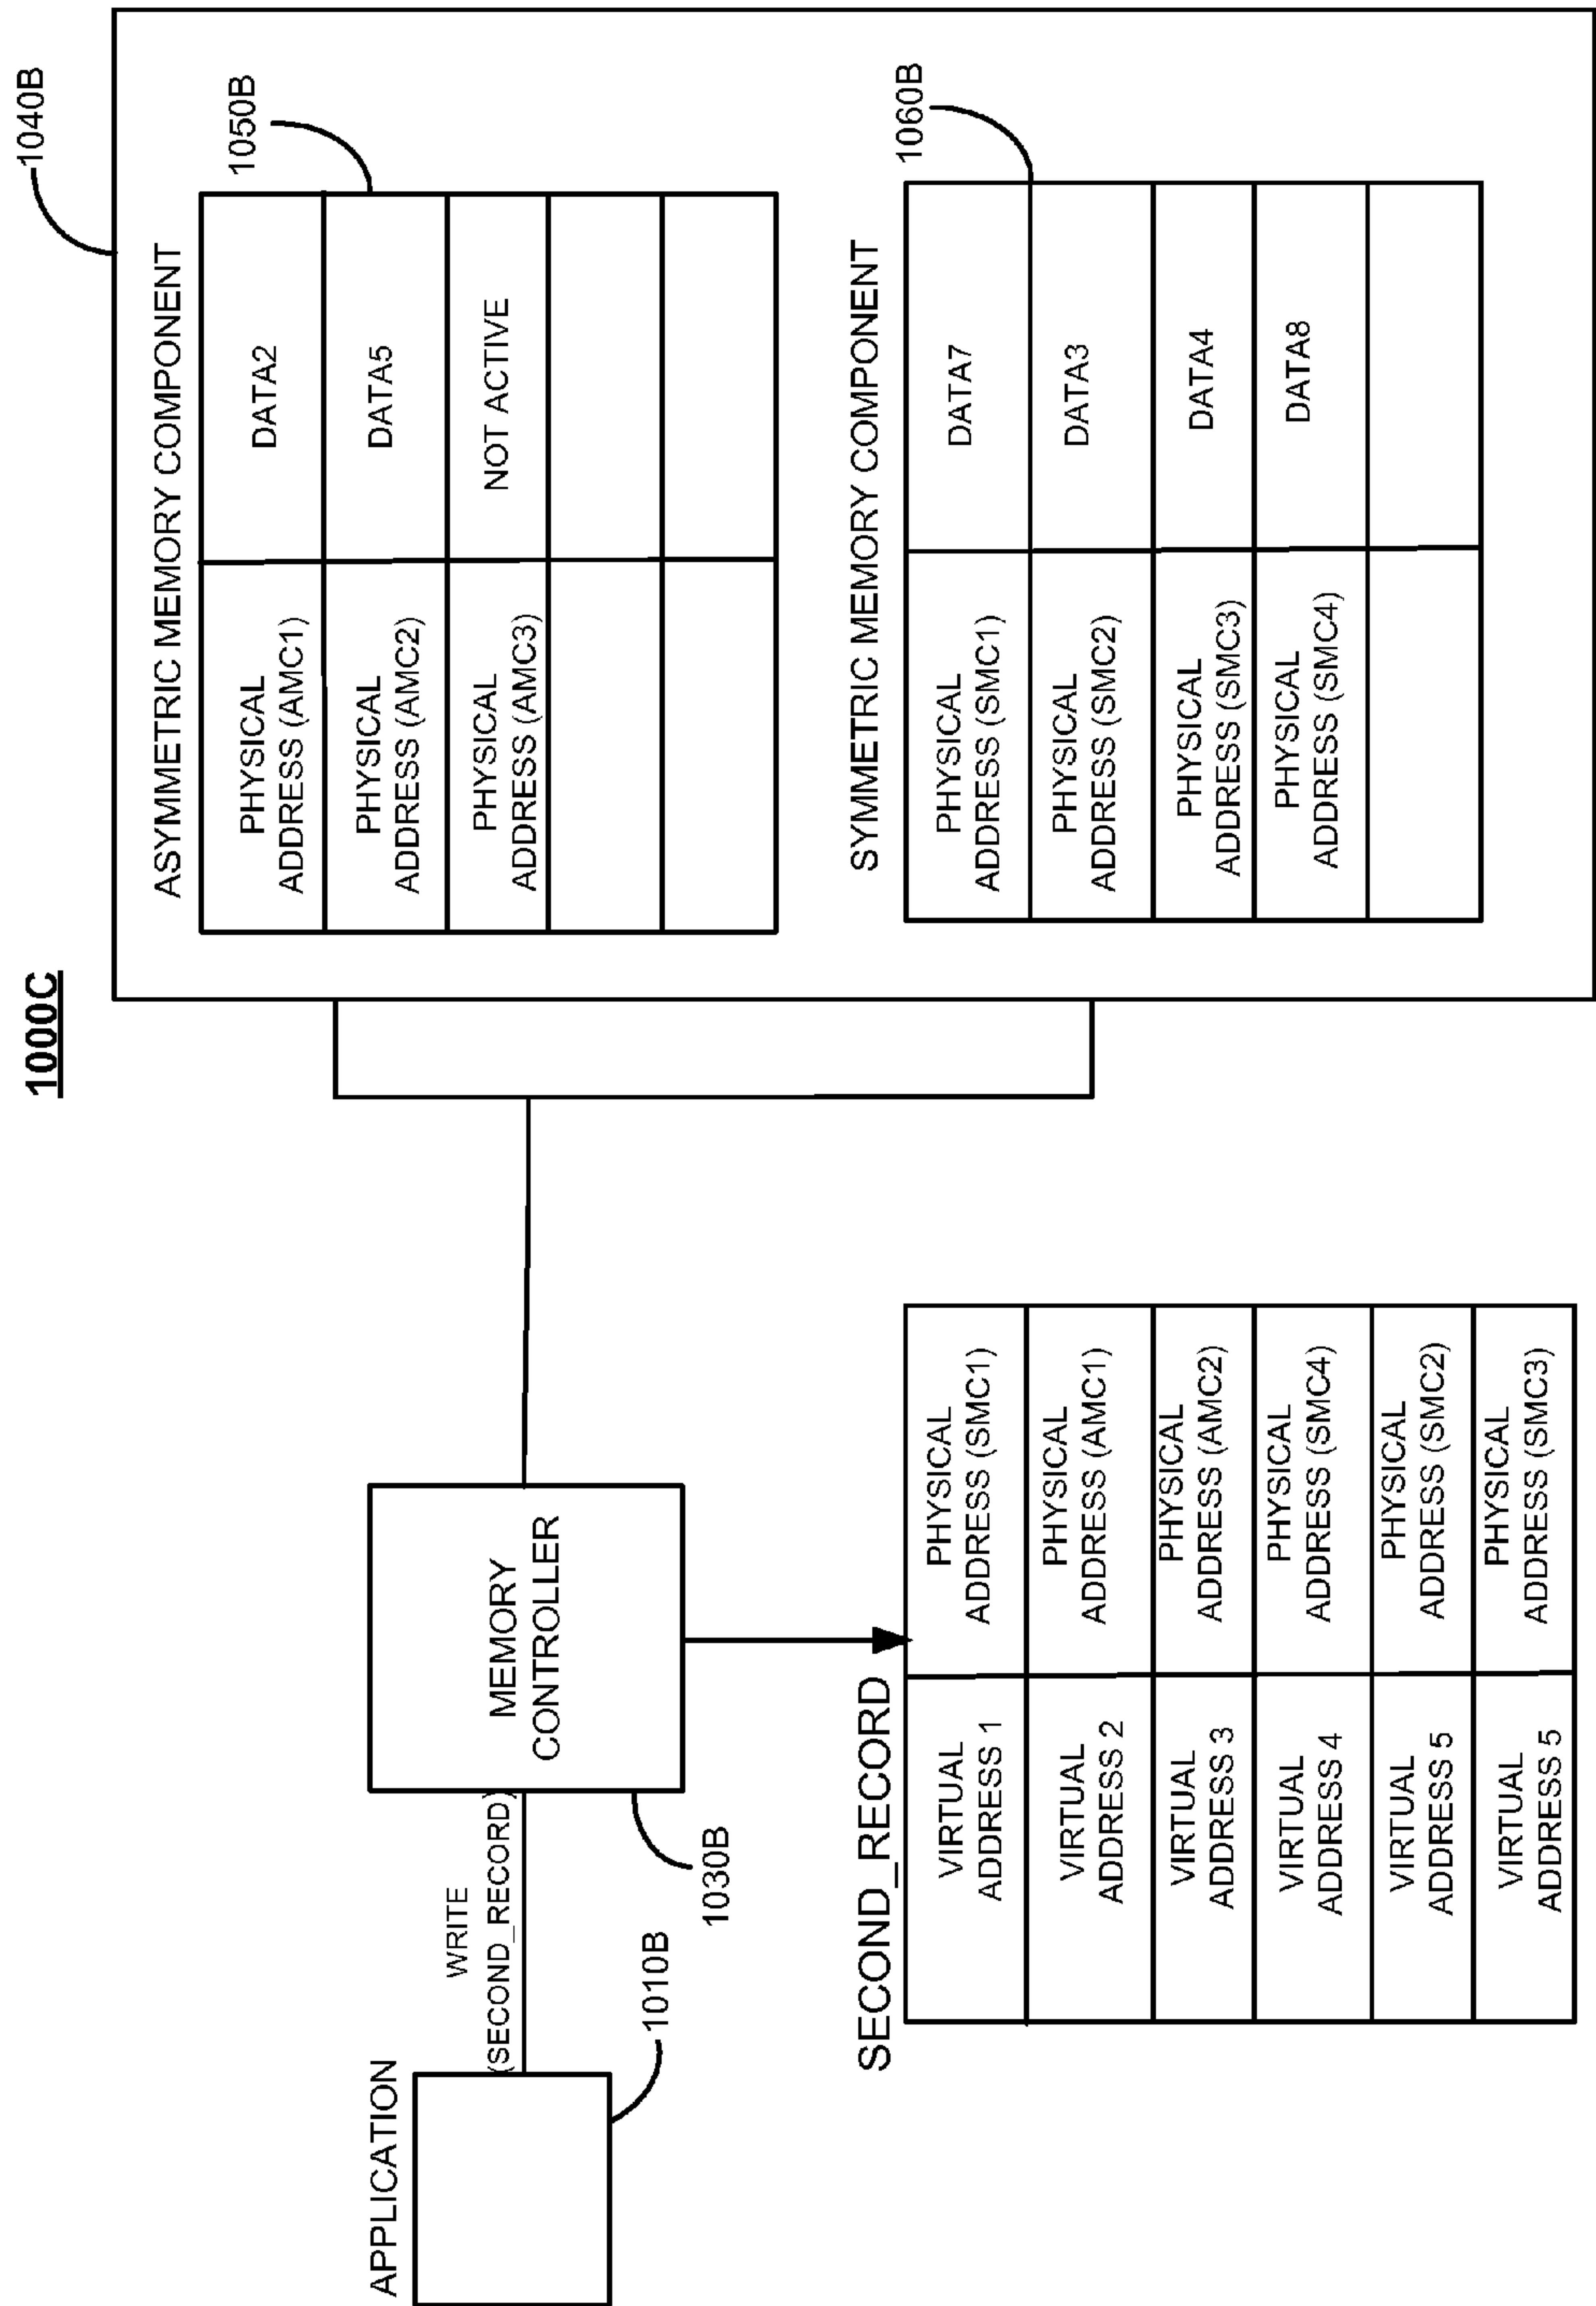 1000C
1040B
ASYMMETRIC MEMORY COMPONENT
PHYSICAL
ADDRESS (AMC1)
DATA2
PHYSICAL
ADDRESS (AMC2)
DATA5
PHYSICAL
ADDRESS (AMC3)
NOT ACTIVE
1050B
SYMMETRIC MEMORY COMPONENT
PHYSICAL
ADDRESS (SMC1)
DATA7
PHYSICAL
ADDRESS (SMC2)
DATA3
PHYSICAL
ADDRESS (SMC3)
DATA4
PHYSICAL
ADDRESS (SMC4)
DATA8
1060B
APPLICATION
1010B
WRITE
(SECOND_RECORD)
MEMORY
CONTROLLER
1030B
SECOND_RECORD
VIRTUAL
ADDRESS 1
PHYSICAL
ADDRESS (SMC1)
VIRTUAL
ADDRESS 2
PHYSICAL
ADDRESS (AMC1)
VIRTUAL
ADDRESS 3
PHYSICAL
ADDRESS (AMC2)
VIRTUAL
ADDRESS 4
PHYSICAL
ADDRESS (SMC4)
VIRTUAL
ADDRESS 5
PHYSICAL
ADDRESS (SMC2)
VIRTUAL
ADDRESS 5
PHYSICAL
ADDRESS (SMC3)